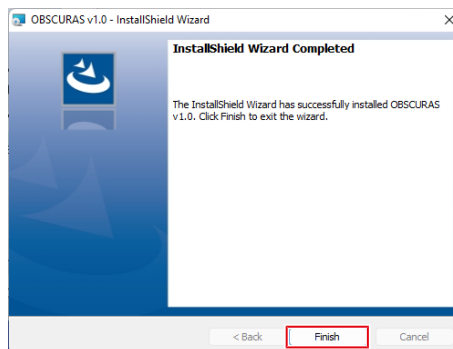 OBSCURAS v1.0 - InstallShield Wizard
InstallShield Wizard Completed
The InstallShield Wizard has successfully installed OBSCURAS
v1.0. Click Finish to exit the wizard.
< Back Finish Cancel